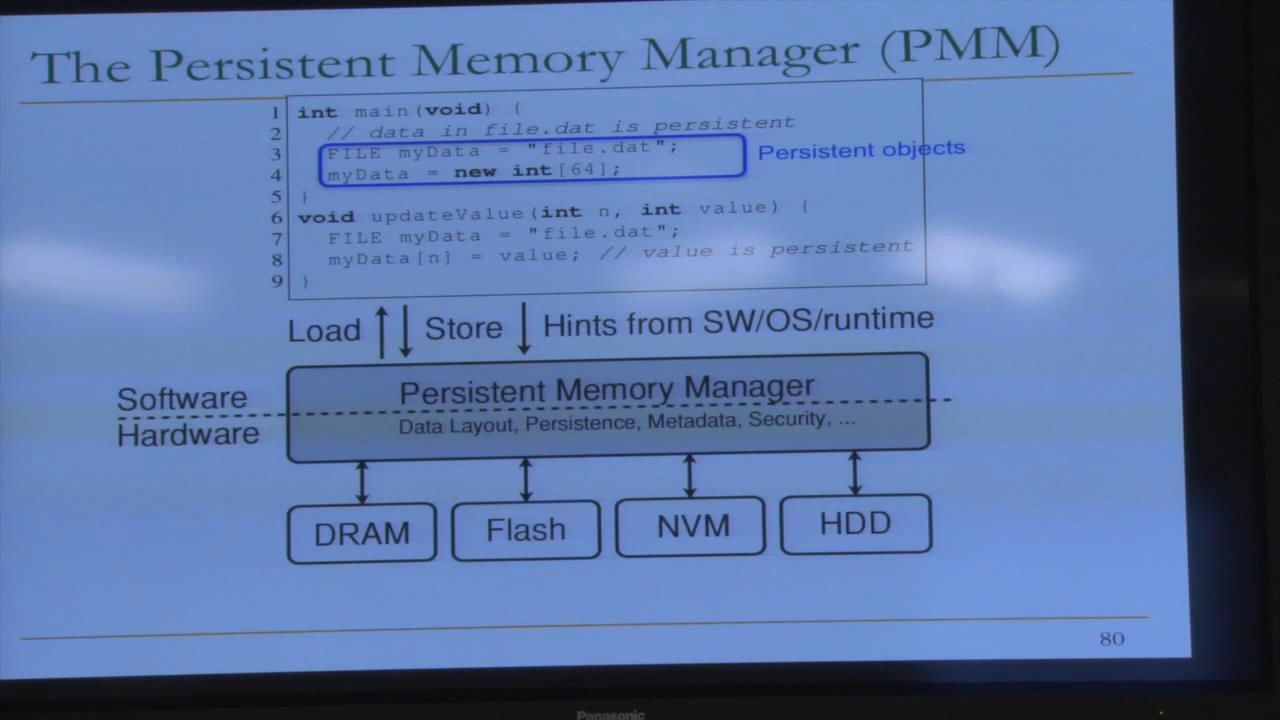 The Persistent Memory Manager (PMM)
1 int main(void) {
2 // data in file.dat is persistent
3 FILE myData = "file.dat";
4 myData = new int[64];
Persistent objects
5 }
6 void updateValue(int n, int value) {
7 FILE myData = "file.dat";
8 myData[n] = value; // value is persistent
9 }
Load Store Hints from SW/OS/runtime
Software
Persistent Memory Manager
Hardware
Data Layout, Persistence, Metadata, Security, ...
DRAM Flash NVM HDD
80
Panasonic